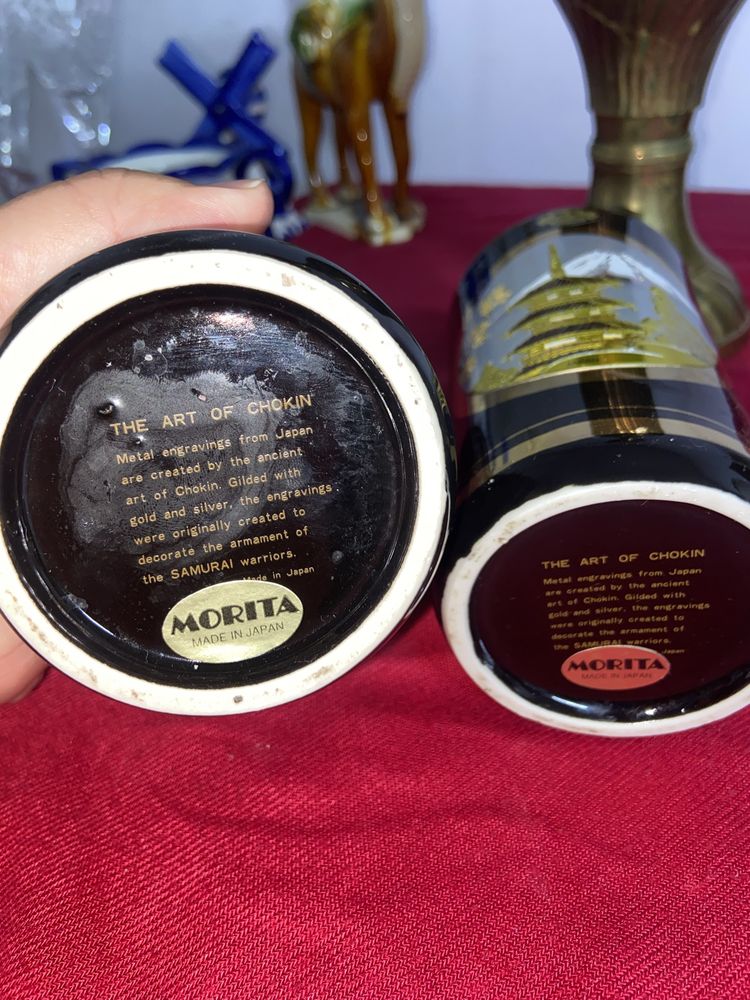 THE ART OF CHOKIN
Metal engravings from Japan
are created by the ancient
art of Chokin. Gilded with
gold and silver, the engravings
were originally created to
decorate the armament of
the SAMURAI warriors.
Made in Japan
MORITA
MADE IN JAPAN
THE ART OF CHOKIN
Metal engravings from Japan
are created by the ancient
art of Chokin. Gilded with
gold and silver, the engravings
were originally created to
decorate the armament of
the SAMURAI warriors.
Japan
MORITA
MADE IN JAPAN